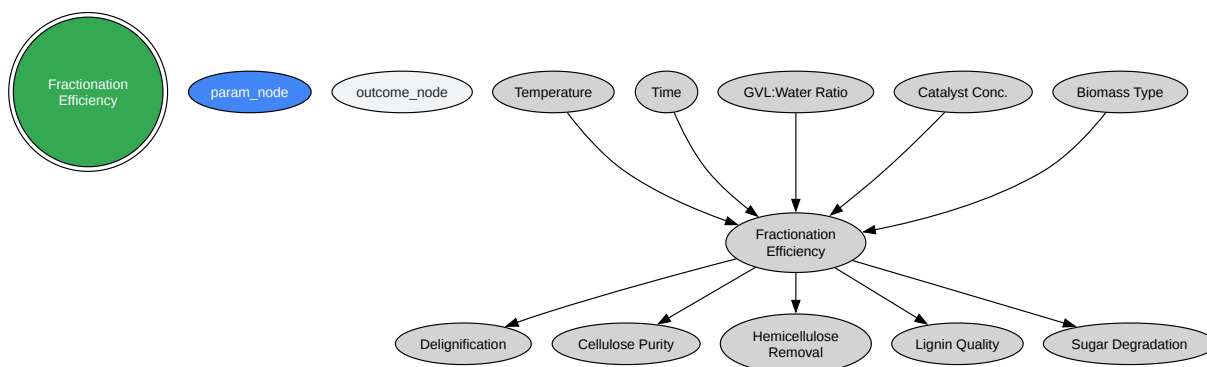 Fractionation
Efficiency
param_node
outcome_node
Temperature
Time
GVL:Water Ratio
Catalyst Conc.
Biomass Type
Fractionation
Efficiency
Delignification
Cellulose Purity
Hemicellulose
Removal
Lignin Quality
Sugar Degradation